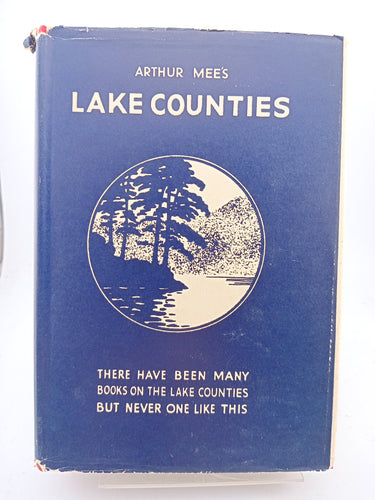 ARTHUR MEE'S
LAKE COUNTIES
THERE HAVE BEEN MANY
BOOKS ON THE LAKE COUNTIES
BUT NEVER ONE LIKE THIS